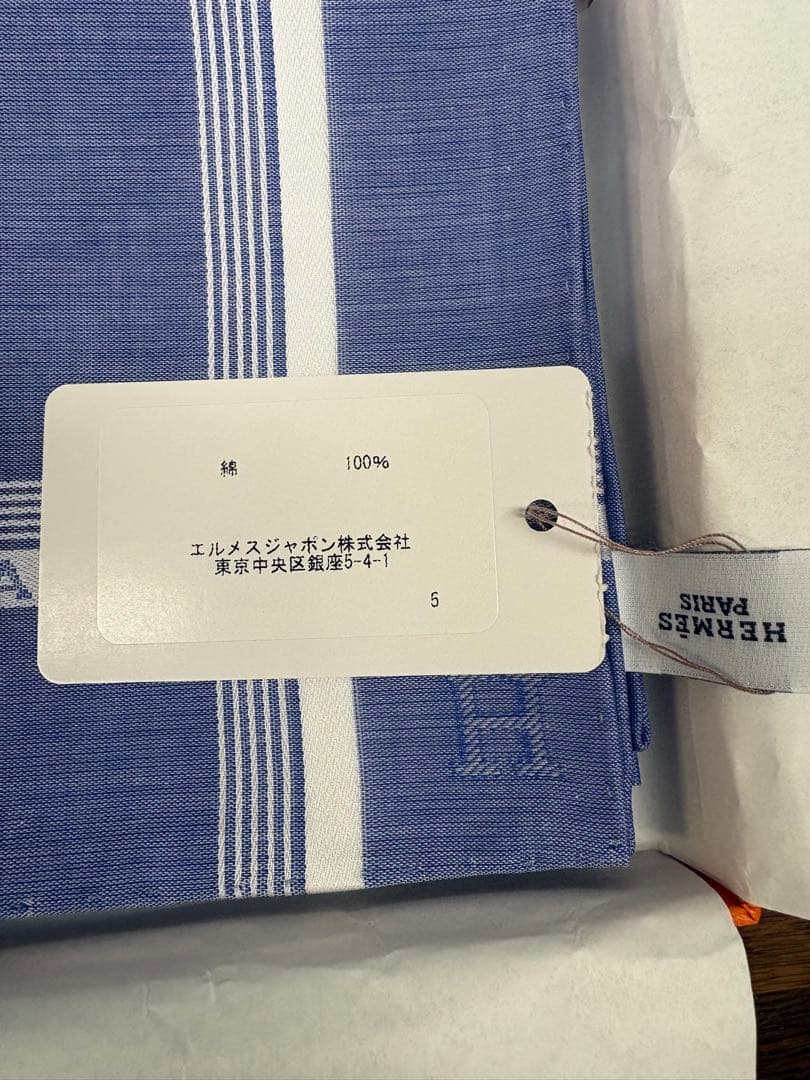 綿 100%
エルメスジャポン株式会社
東京中央区銀座5-4-1
5
HERMÈS
PARIS
H
A